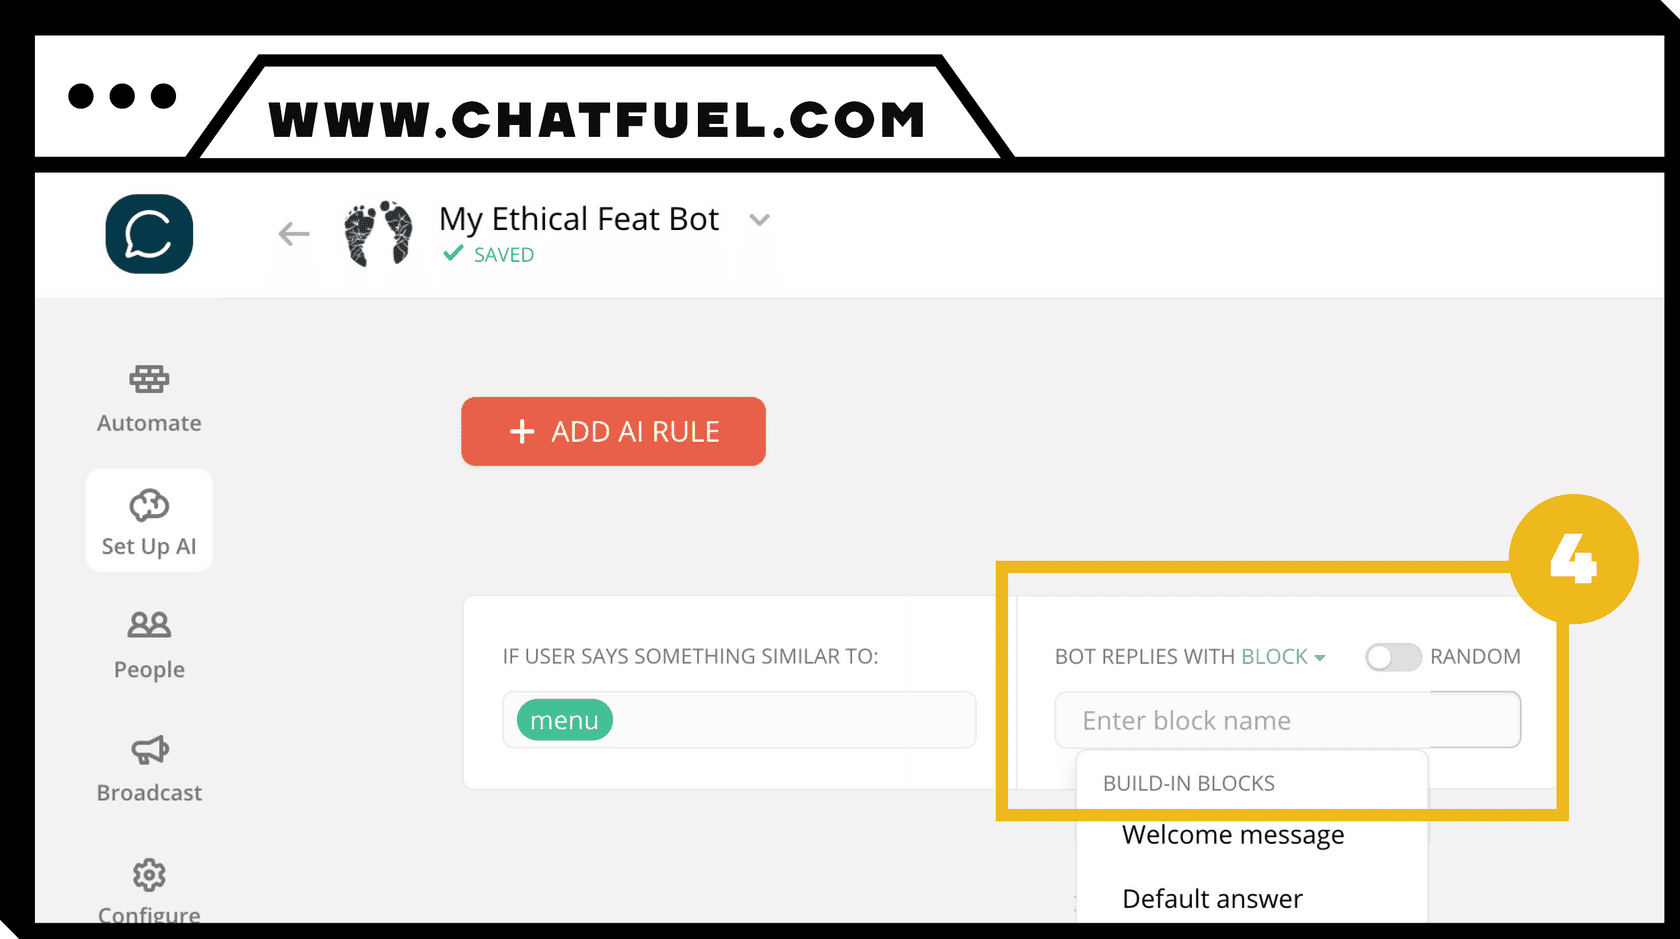 WWW.CHATFUEL.COM
My Ethical Feat Bot
SAVED
Automate
Set Up AI
People
Broadcast
Configure
+ ADD AI RULE
4
IF USER SAYS SOMETHING SIMILAR TO:
menu
BOT REPLIES WITH BLOCK
RANDOM
Enter block name
BUILD-IN BLOCKS
Welcome message
Default answer